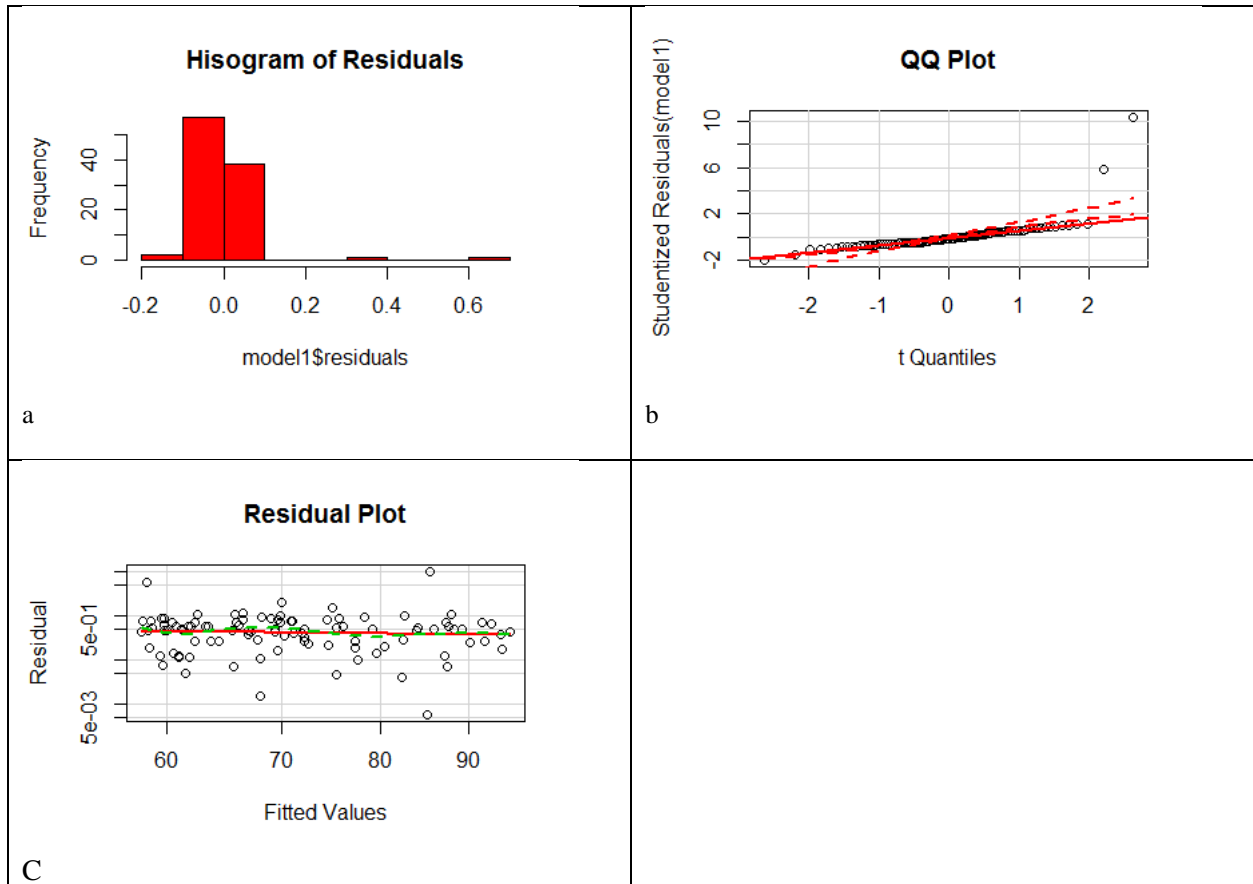 Hisogram of Residuals
Frequency
0 20 40
-0.2 0.0 0.2 0.4 0.6
model1$residuals
a
QQ Plot
Studentized Residuals(model1)
-2 2 6 10
-2 -1 0 1 2
t Quantiles
b
Residual Plot
Residual
5e-03 5e-01
60 70 80 90
Fitted Values
C